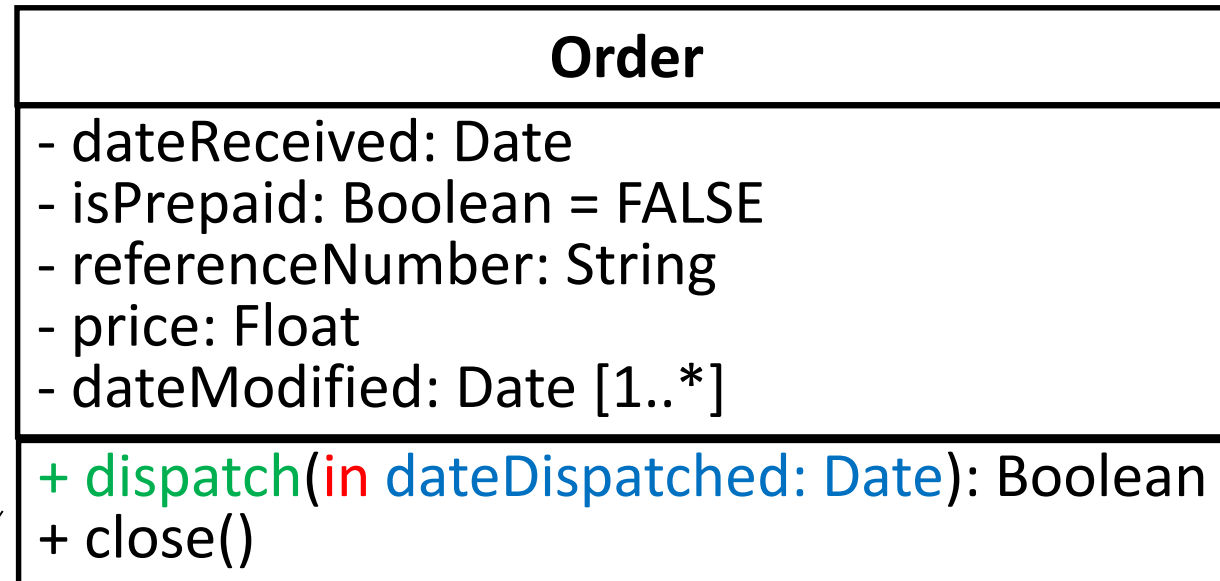 Order
- dateReceived: Date
- isPrepaid: Boolean = FALSE
- referenceNumber: String
- price: Float
- dateModified: Date [1..*]
+ dispatch(in dateDispatched: Date): Boolean
+ close()